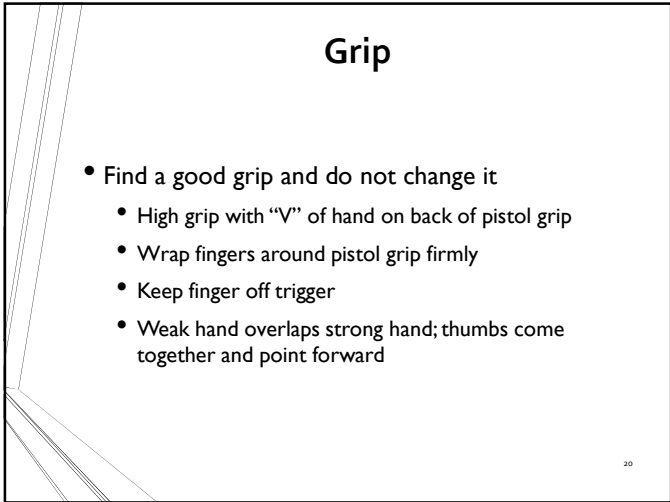 Grip
• Find a good grip and do not change it
• High grip with “V” of hand on back of pistol grip
• Wrap fingers around pistol grip firmly
• Keep finger off trigger
• Weak hand overlaps strong hand; thumbs come
together and point forward
20